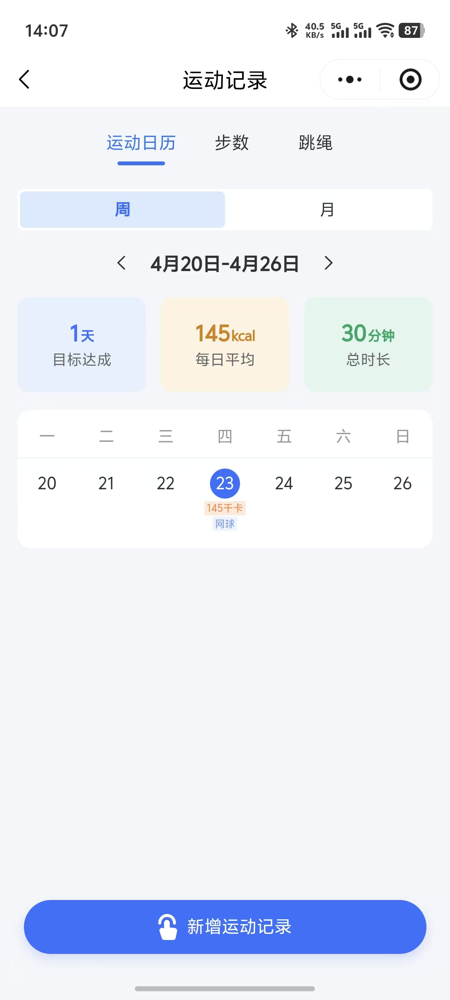 14:07 40.5 KB/s 5G 5G 87
运动记录
运动日历 步数 跳绳
周 月
4月20日-4月26日
1天 145kcal 30分钟
目标达成 每日平均 总时长
一 二 三 四 五 六 日
20 21 22 23 24 25 26
145千卡
网球
新增运动记录